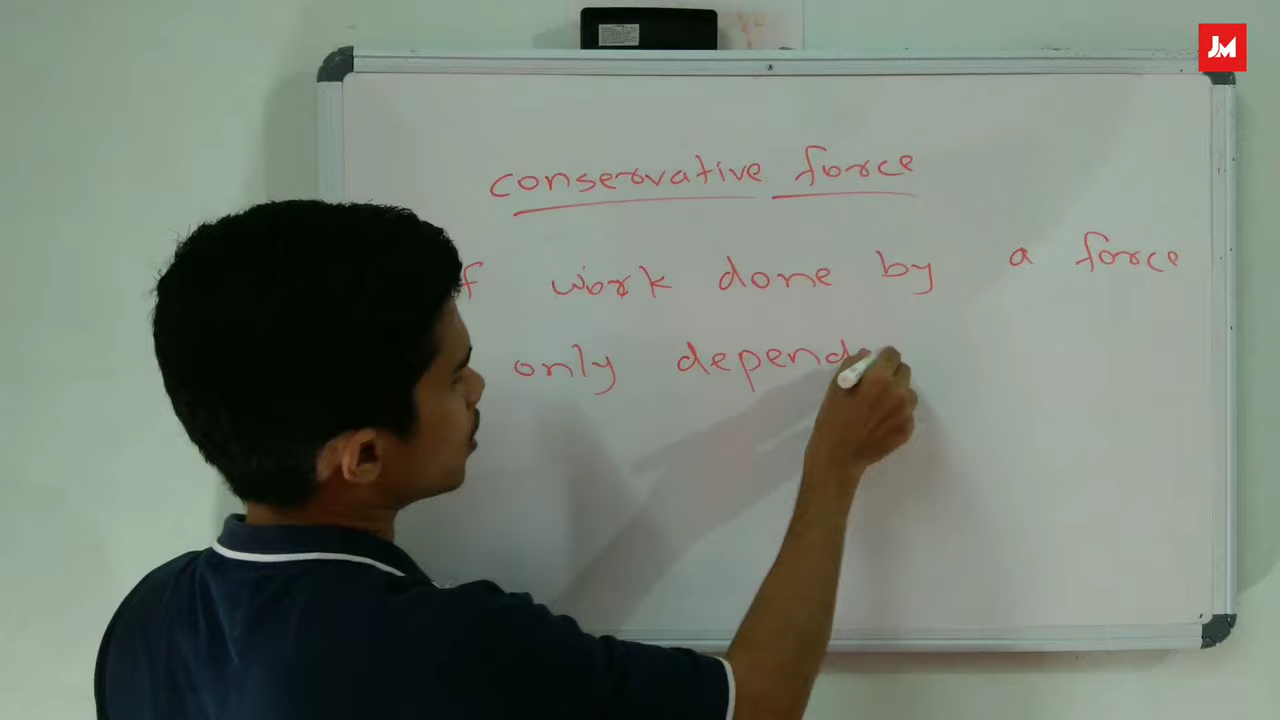 JM
conservative force
f work done by a force
only depend